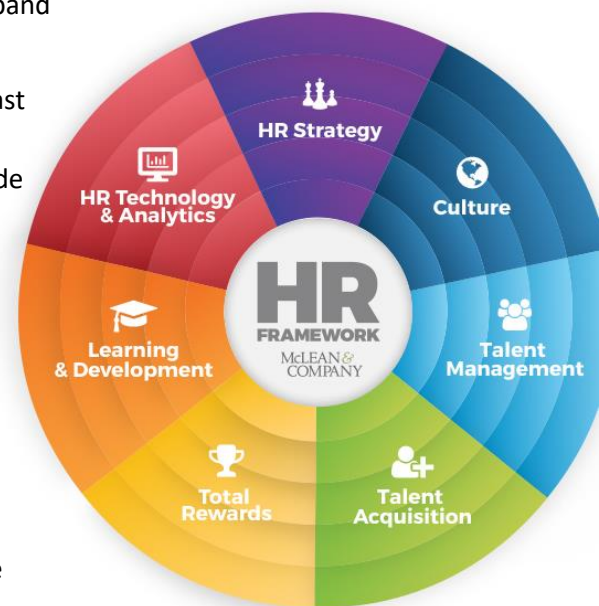 HR Strategy
Culture
Talent
Management
Talent
Acquisition
Total
Rewards
Learning
& Development
HR Technology
& Analytics
HR
FRAMEWORK
McLEAN &
COMPANY